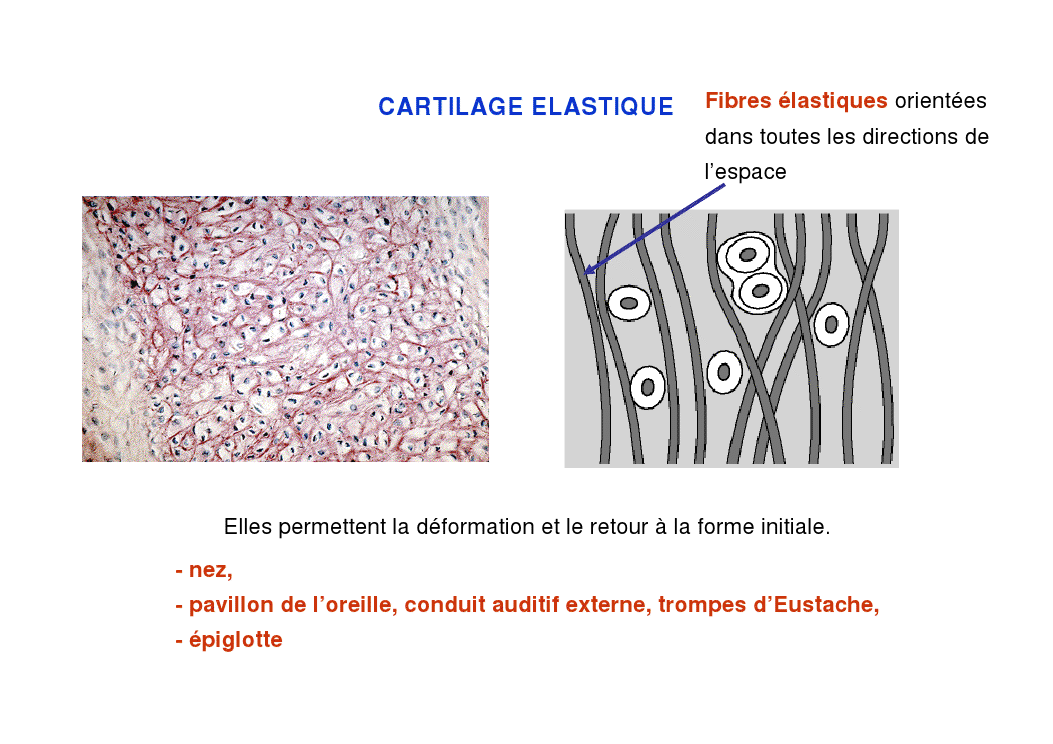 CARTILAGE ELASTIQUE
Fibres élastiques orientées
dans toutes les directions de
l'espace
Elles permettent la déformation et le retour à la forme initiale.
- nez,
- pavillon de l'oreille, conduit auditif externe, trompes d'Eustache,
- épiglotte